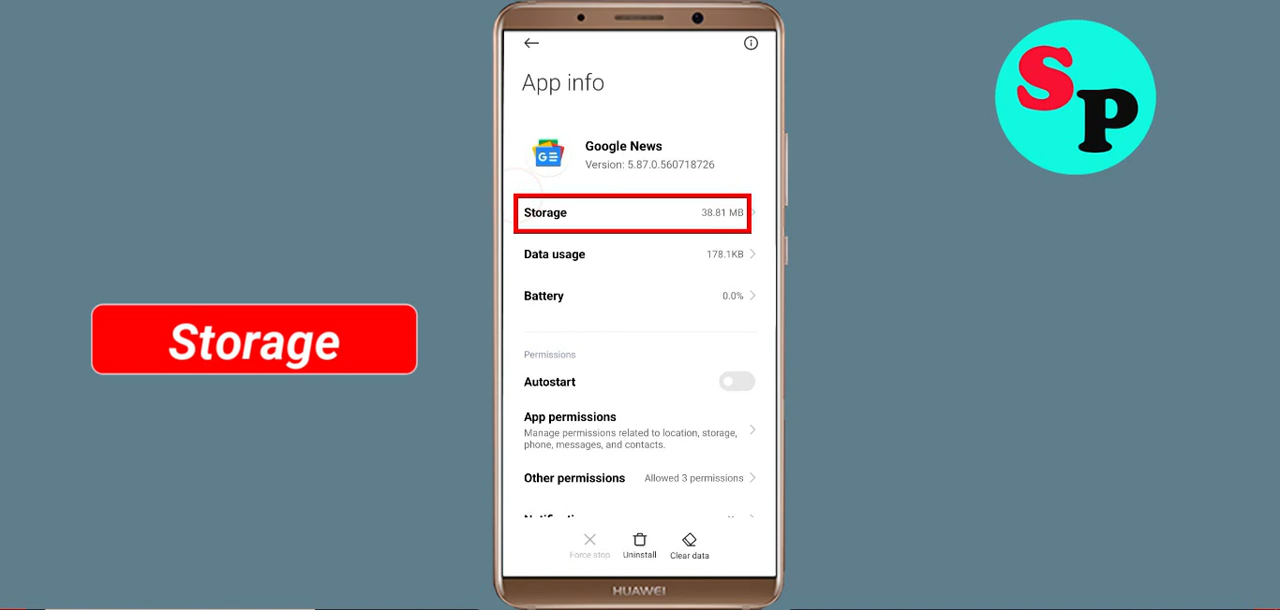 App info
Google News
Version: 5.87.0.560718726
Storage 38.81 MB
Data usage 178.1KB
Battery 0.0%
Permissions
Autostart
App permissions
Manage permissions related to location, storage,
phone, messages, and contacts.
Other permissions Allowed 3 permissions
Force stop Uninstall Clear data
HUAWEI
Storage
SP